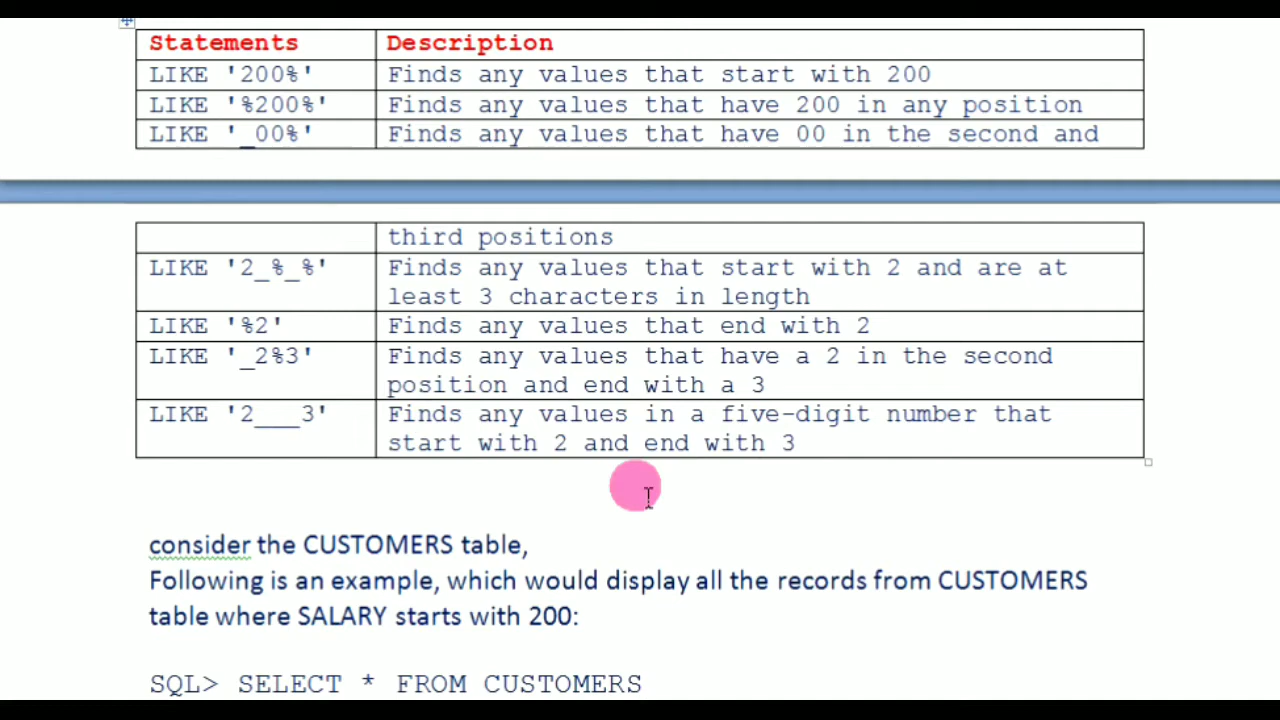 Statements Description
LIKE '200%' Finds any values that start with 200
LIKE '%200%' Finds any values that have 200 in any position
LIKE '_00%' Finds any values that have 00 in the second and
third positions
LIKE '2_%_%' Finds any values that start with 2 and are at
least 3 characters in length
LIKE '%2' Finds any values that end with 2
LIKE '_2%3' Finds any values that have a 2 in the second
position and end with a 3
LIKE '2___3' Finds any values in a five-digit number that
start with 2 and end with 3
consider the CUSTOMERS table,
Following is an example, which would display all the records from CUSTOMERS
table where SALARY starts with 200:
SQL> SELECT * FROM CUSTOMERS